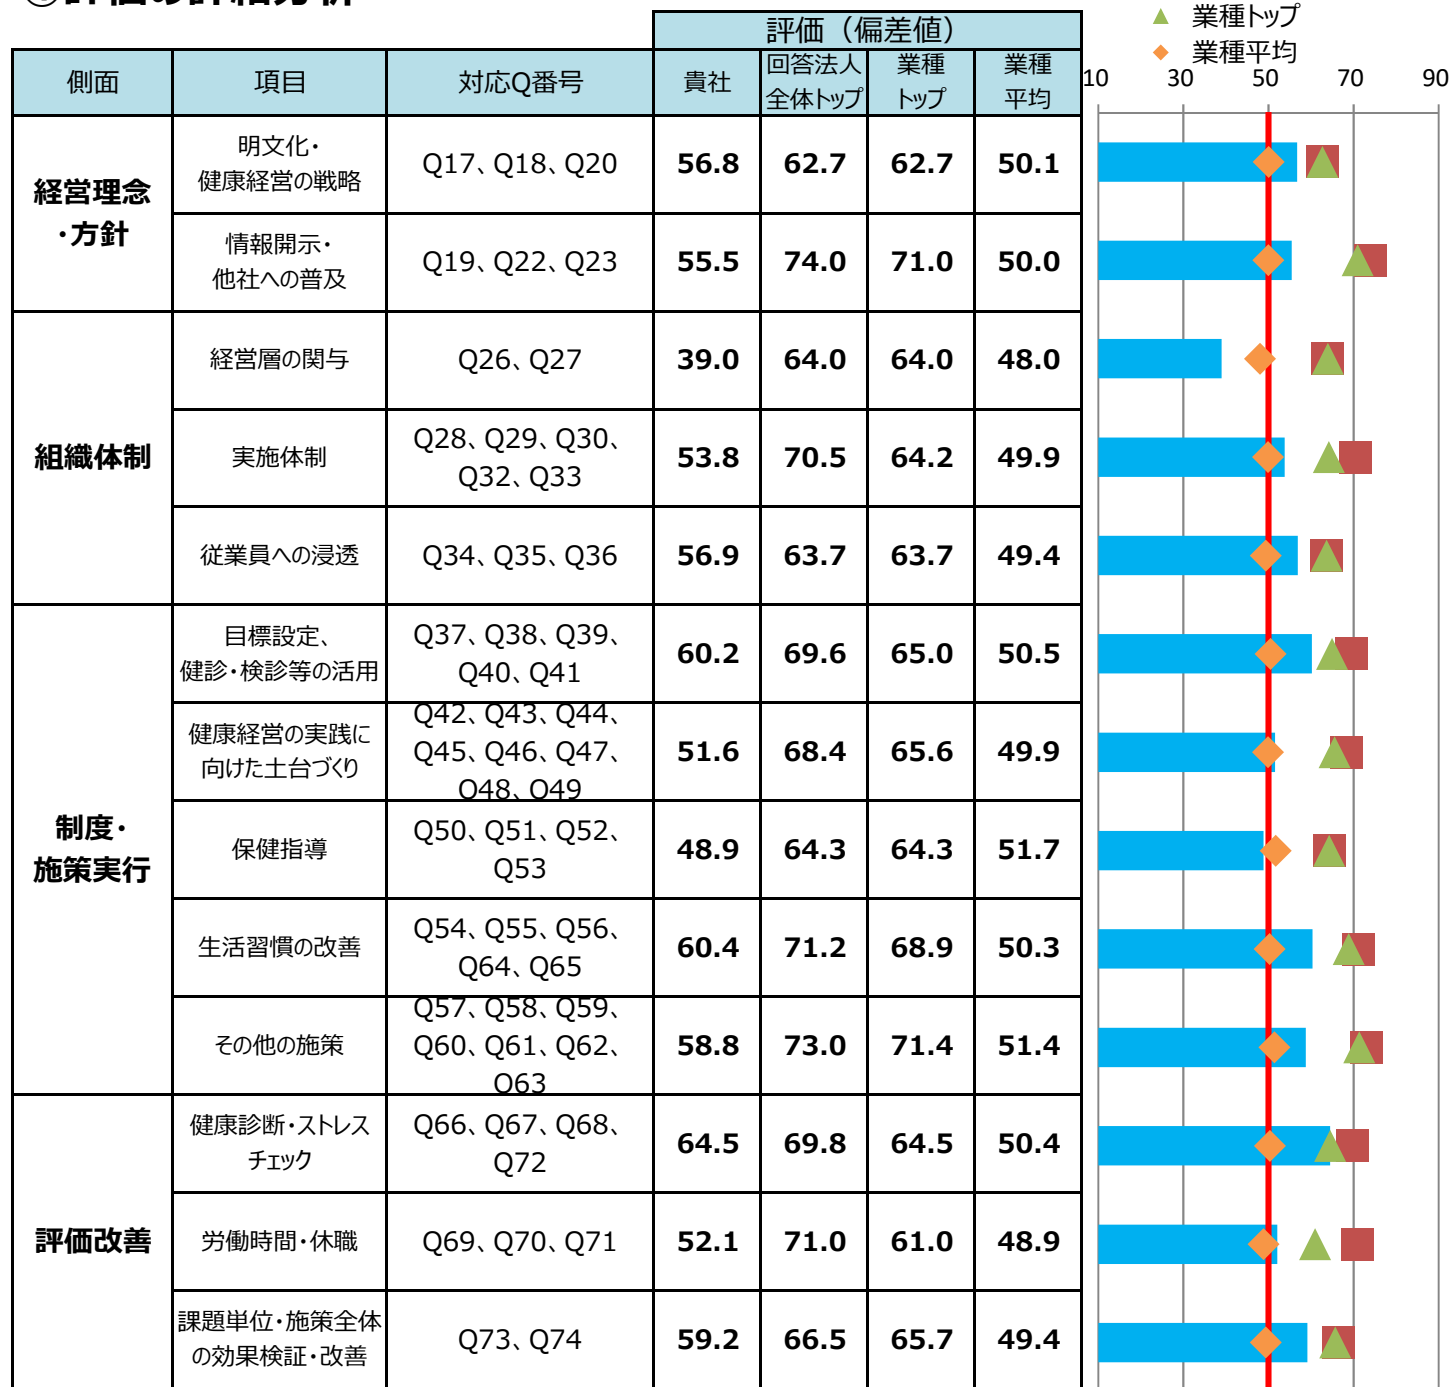 ▲ 業種トップ
◆ 業種平均
評価（偏差値）
側面 項目 対応Q番号 貴社 回答法人 業種 業種
全体トップ トップ 平均
10 30 50 70 90
経営理念
・方針
明文化・
健康経営の戦略
Q17、Q18、Q20
56.8 62.7 62.7 50.1
情報開示・
他社への普及
Q19、Q22、Q23
55.5 74.0 71.0 50.0
組織体制
経営層の関与
Q26、Q27
39.0 64.0 64.0 48.0
実施体制
Q28、Q29、Q30、
Q32、Q33
53.8 70.5 64.2 49.9
従業員への浸透
Q34、Q35、Q36
56.9 63.7 63.7 49.4
制度・
施策実行
目標設定、
健診・検診等の活用
Q37、Q38、Q39、
Q40、Q41
60.2 69.6 65.0 50.5
健康経営の実践に
向けた土台づくり
Q42、Q43、Q44、
Q45、Q46、Q47、
Q48、Q49
51.6 68.4 65.6 49.9
保健指導
Q50、Q51、Q52、
Q53
48.9 64.3 64.3 51.7
生活習慣の改善
Q54、Q55、Q56、
Q64、Q65
60.4 71.2 68.9 50.3
その他の施策
Q57、Q58、Q59、
Q60、Q61、Q62、
Q63
58.8 73.0 71.4 51.4
評価改善
健康診断・ストレス
チェック
Q66、Q67、Q68、
Q72
64.5 69.8 64.5 50.4
労働時間・休職
Q69、Q70、Q71
52.1 71.0 61.0 48.9
課題単位・施策全体
の効果検証・改善
Q73、Q74
59.2 66.5 65.7 49.4